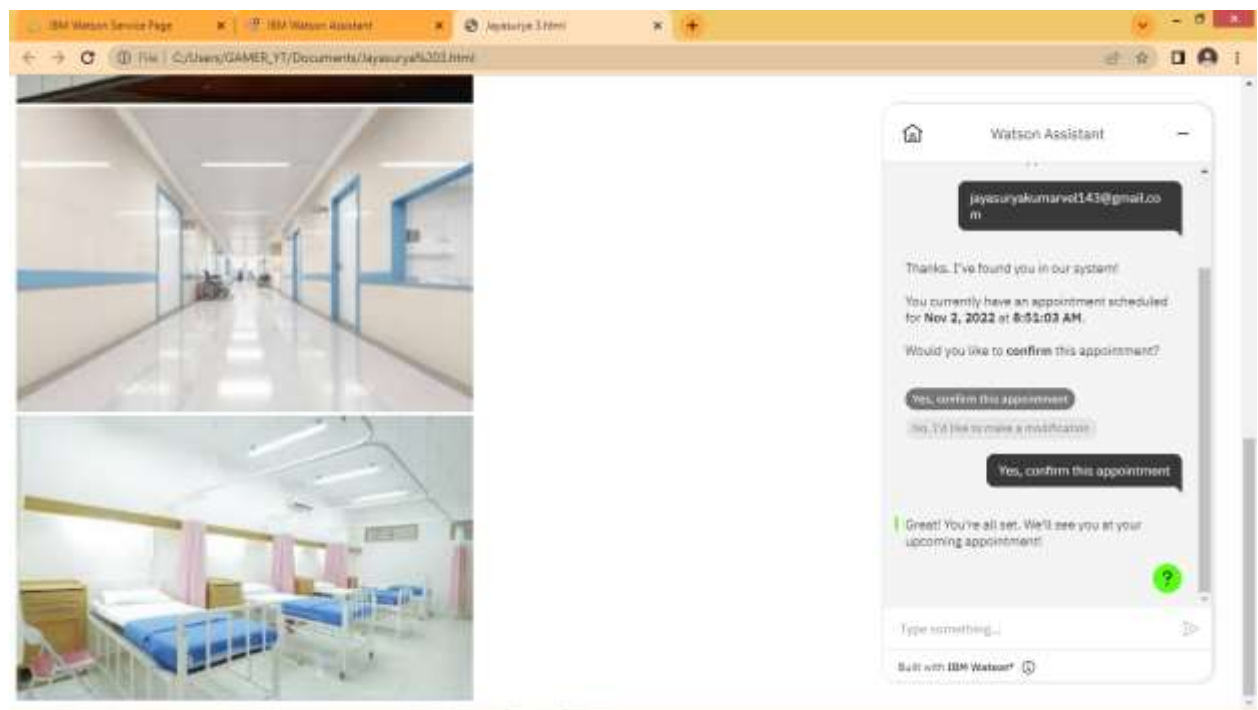 IBM Watson Service Page
IBM Watson Assistant
Jayasurya 3.html
File | C:/Users/GAMER_YT/Documents/Jayasurya%203.html
Watson Assistant
jayasuryakumarvel143@gmail.co
m
Thanks. I've found you in our system!
You currently have an appointment scheduled
for Nov 2, 2022 at 8:51:03 AM.
Would you like to confirm this appointment?
Yes, confirm this appointment
No, I'd like to make a modification
Yes, confirm this appointment
Great! You're all set. We'll see you at your
upcoming appointment!
?
Type something...
Built with IBM Watson®